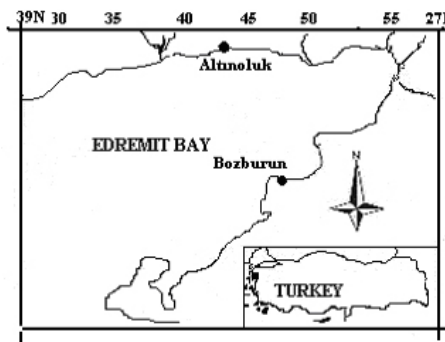 39N 30 35 40 45 50 55 27E
Altınoluk
EDREMIT BAY
Bozburun
N
TURKEY